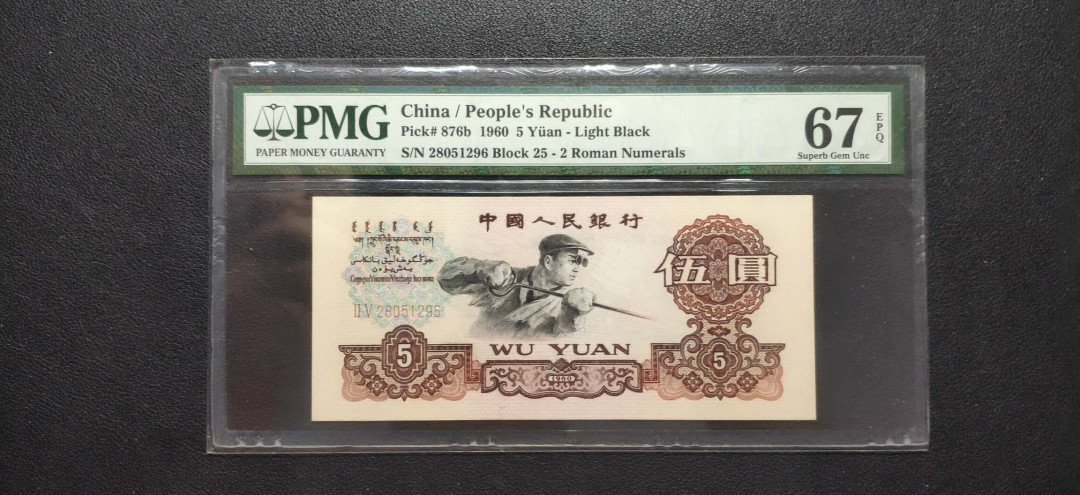 PMG
PAPER MONEY GUARANTY
China / People's Republic
Pick# 876b 1960 5 Yüan - Light Black
S/N 28051296 Block 25 - 2 Roman Numerals
67
EPQ
Superb Gem Unc
中國人民銀行
伍圓
II V 28051296
5
WU YUAN
5
1960